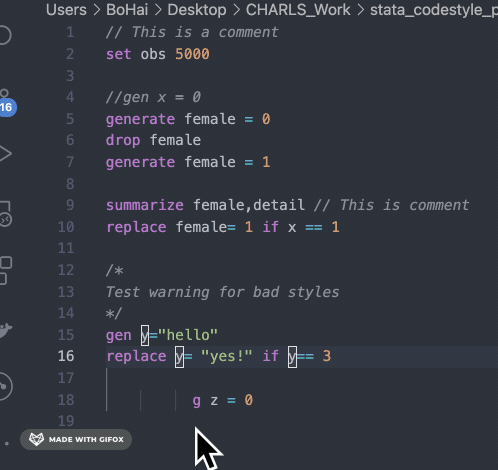 Users > BoHai > Desktop > CHARLS_Work > stata_codestyle_p
16
1 // This is a comment
2 set obs 5000
3
4 //gen x = 0
5 generate female = 0
6 drop female
7 generate female = 1
8
9 summarize female,detail // This is comment
10 replace female= 1 if x == 1
11
12 /*
13 Test warning for bad styles
14 */
15 gen y="hello"
16 replace y= "yes!" if y== 3
17
18 g z = 0
19
MADE WITH GIFOX